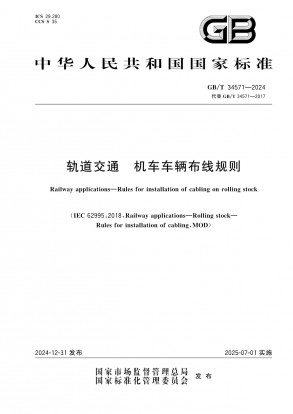 ICS 29.280
CCS S 35
GB
中华人民共和国国家标准
GB/T 34571—2024
代替 GB/T 34571—2017
轨道交通 机车车辆布线规则
Railway applications—Rules for installation of cabling on rolling stock
(IEC 62995:2018, Railway applications—Rolling stock—
Rules for installation of cabling, MOD)
2024-12-31 发布
2025-07-01 实施
国家市场监督管理总局
国家标准化管理委员会
发布